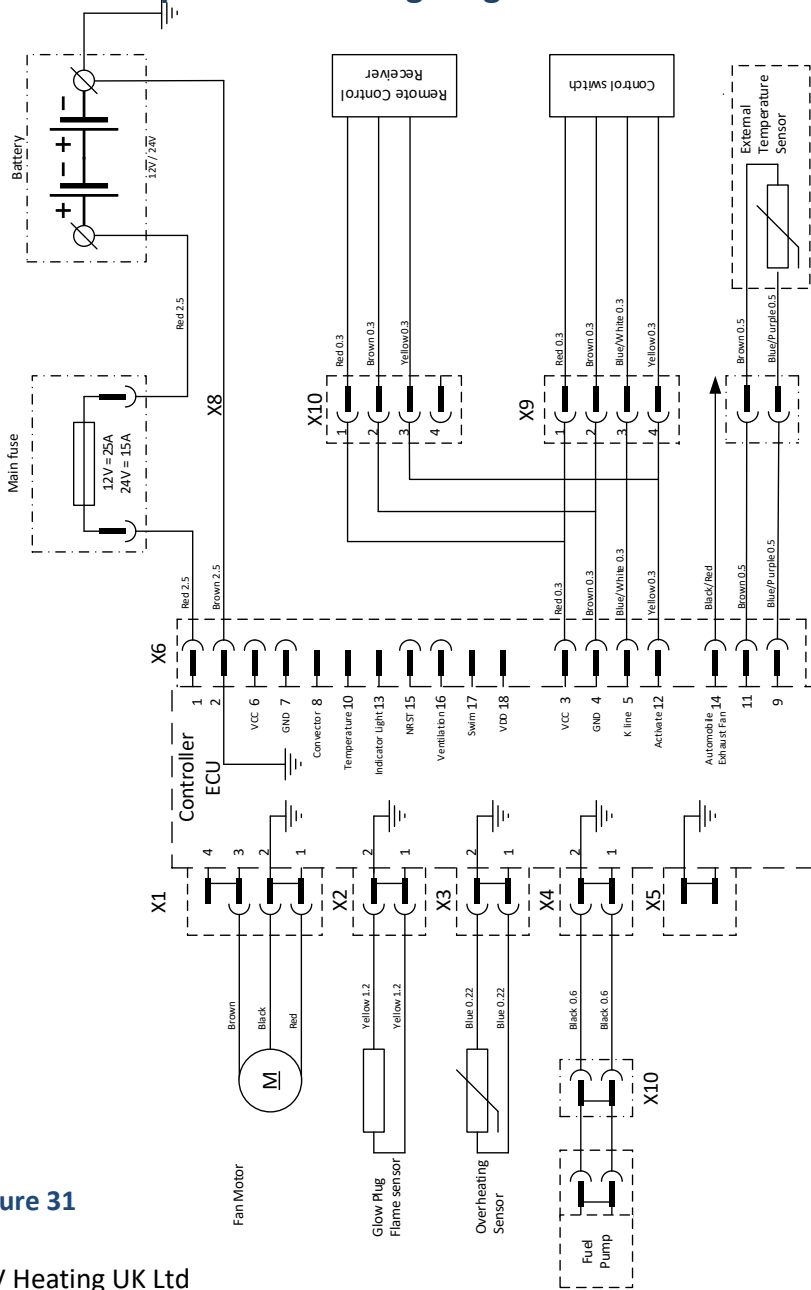 Battery
+ − + −
12V / 24V
Red 2.5
Main fuse
12V = 25A
24V = 15A
X8
Red 2.5
Brown 2.5
Remote Control
Receiver
Control switch
External
Temperature
Sensor
X10
1
2
3
4
Red 0.3
Brown 0.3
Yellow 0.3
X9
1
2
3
4
Red 0.3
Brown 0.3
Blue/White 0.3
Yellow 0.3
Brown 0.5
Blue/Purple 0.5
Red 0.3
Brown 0.3
Blue/White 0.3
Yellow 0.3
Black/Red
Brown 0.5
Blue/Purple 0.5
X6
1
2
VCC 6
GND 7
Convector 8
Temperature 10
Indicator Light 13
NRST 15
Ventilation 16
Swim 17
VDD 18
VCC 3
GND 4
K line 5
Activate 12
Automobile 14
Exhaust Fan
11
9
Controller
ECU
X1
4
3
2
1
X2
2
1
X3
2
1
X4
2
1
X5
Brown
Black
Red
M
Fan Motor
Yellow 1.2
Yellow 1.2
Glow Plug
Flame sensor
Blue 0.22
Blue 0.22
Overheating
Sensor
Black 0.6
Black 0.6
X10
Fuel
Pump
ure 31
Heating UK Ltd